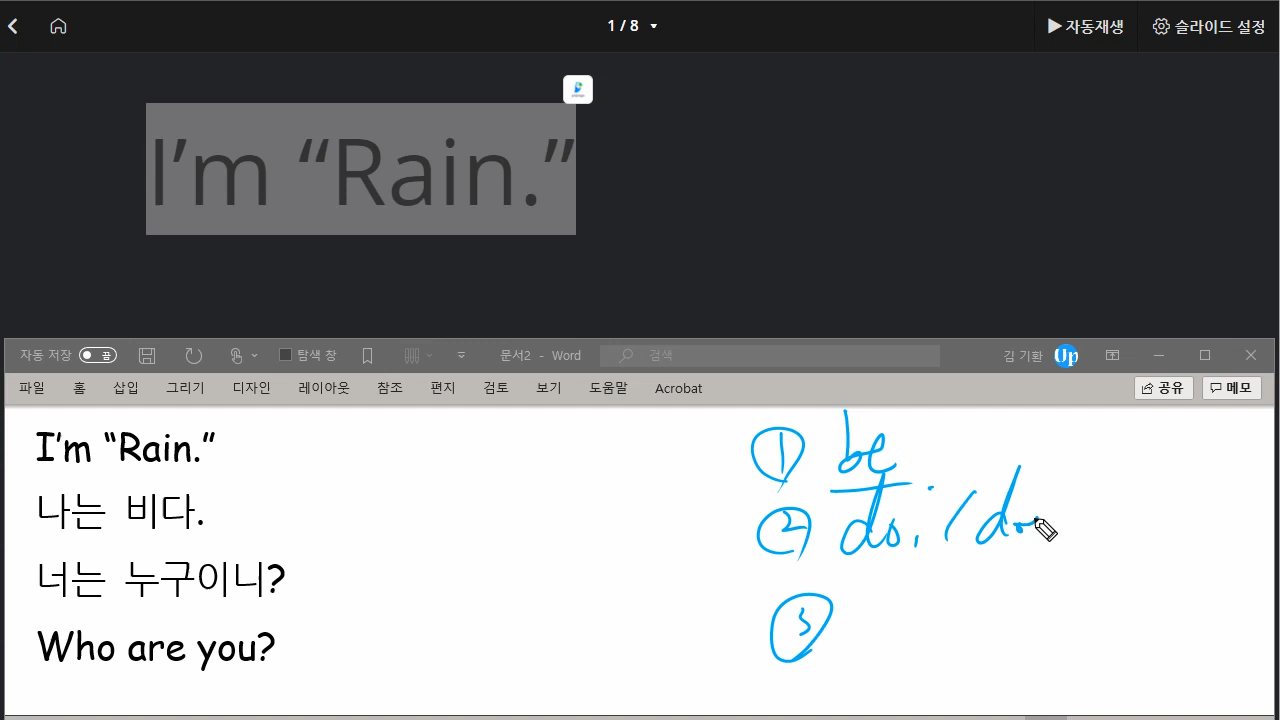 1 / 8
자동재생
슬라이드 설정
I’m “Rain.”
자동 저장 끔
탐색 창
문서2 - Word
검색
김 기환
Up
파일 홈 삽입 그리기 디자인 레이아웃 참조 편지 검토 보기 도움말 Acrobat
공유 메모
I’m “Rain.”
나는 비다.
너는 누구이니?
Who are you?
① be
② do. /
③